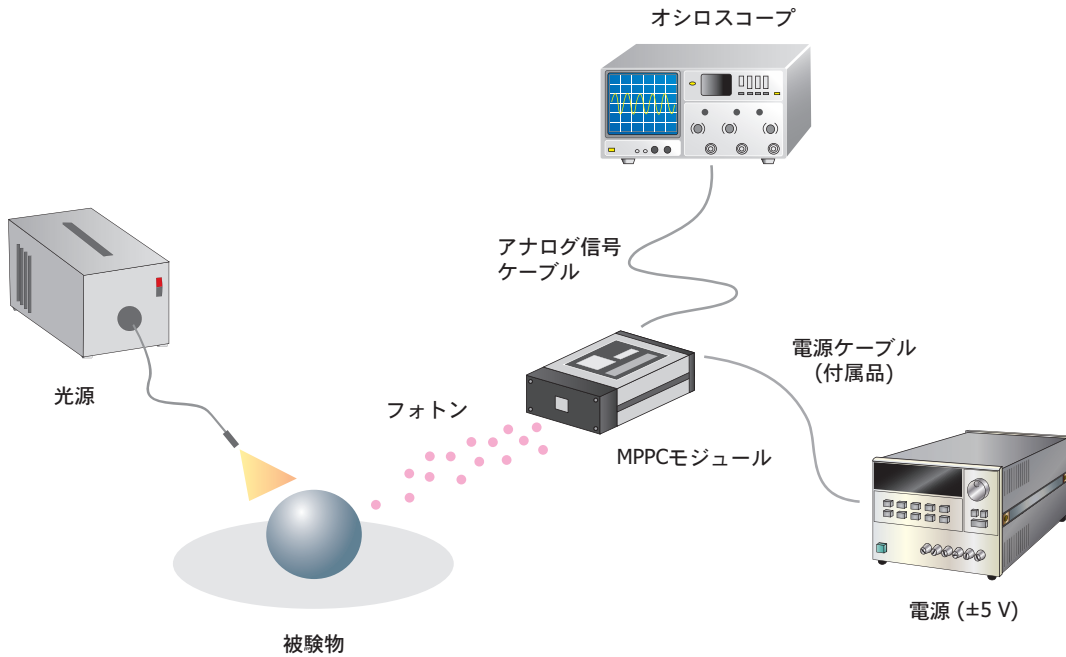 オシロスコープ
アナログ信号
ケーブル
電源ケーブル
(付属品)
光源
フォトン
MPPCモジュール
電源 (±5 V)
被験物